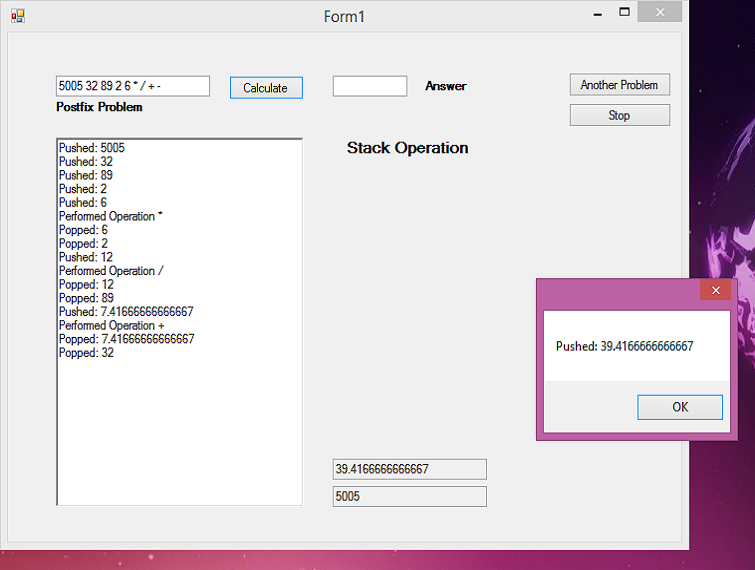 Form1
5005 32 89 2 6 * / + -
Calculate
Answer
Another Problem
Postfix Problem
Stop
Stack Operation
Pushed: 5005
Pushed: 32
Pushed: 89
Pushed: 2
Pushed: 6
Performed Operation *
Popped: 6
Popped: 2
Pushed: 12
Performed Operation /
Popped: 12
Popped: 89
Pushed: 7.41666666666667
Performed Operation +
Popped: 7.41666666666667
Popped: 32
Pushed: 39.4166666666667
OK
39.4166666666667
5005